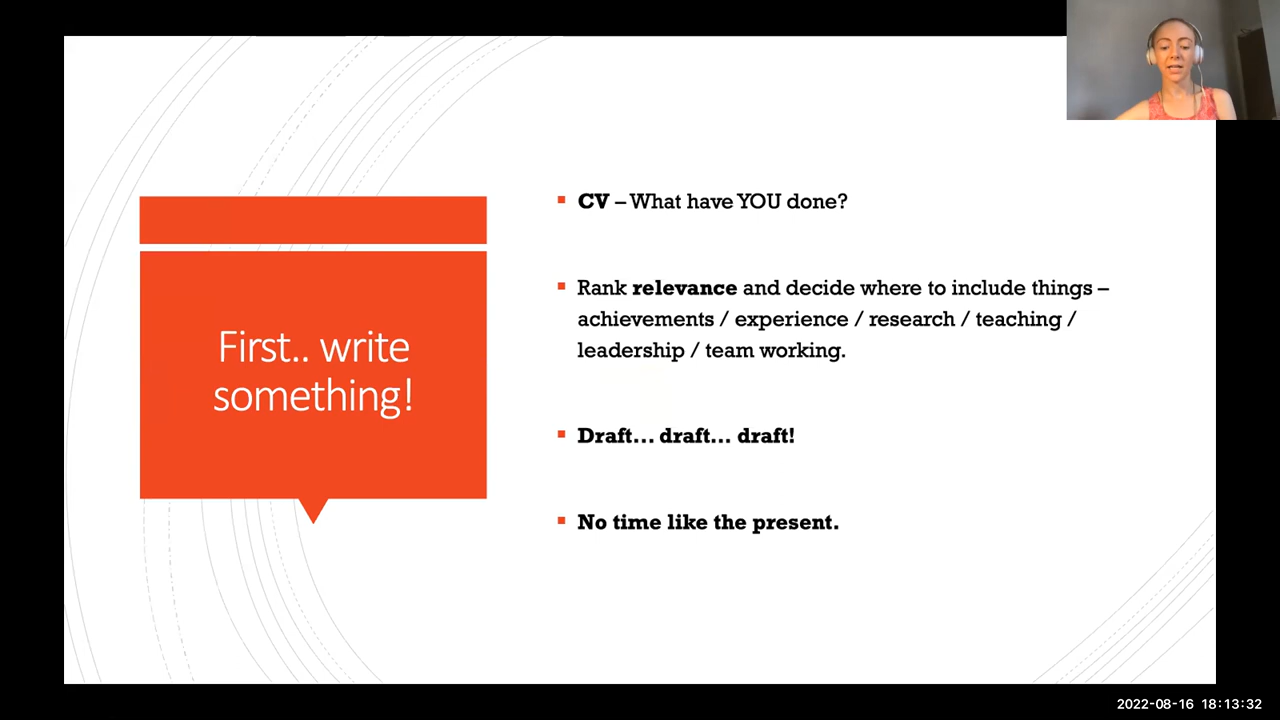 First.. write
something!
CV – What have YOU done?
Rank relevance and decide where to include things –
achievements / experience / research / teaching /
leadership / team working.
Draft... draft... draft!
No time like the present.
2022-08-16 18:13:32